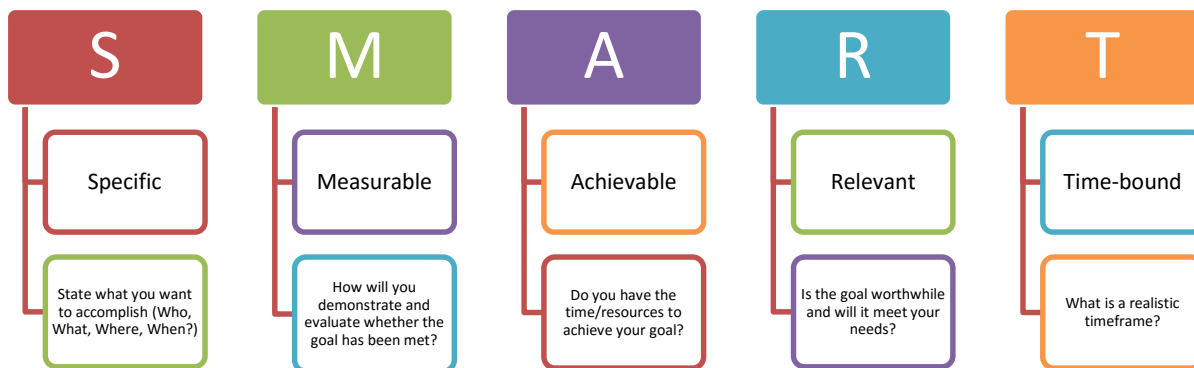 S
Specific
State what you want
to accomplish (Who,
What, Where, When?)
M
Measurable
How will you
demonstrate and
evaluate whether the
goal has been met?
A
Achievable
Do you have the
time/resources to
achieve your goal?
R
Relevant
Is the goal worthwhile
and will it meet your
needs?
T
Time-bound
What is a realistic
timeframe?